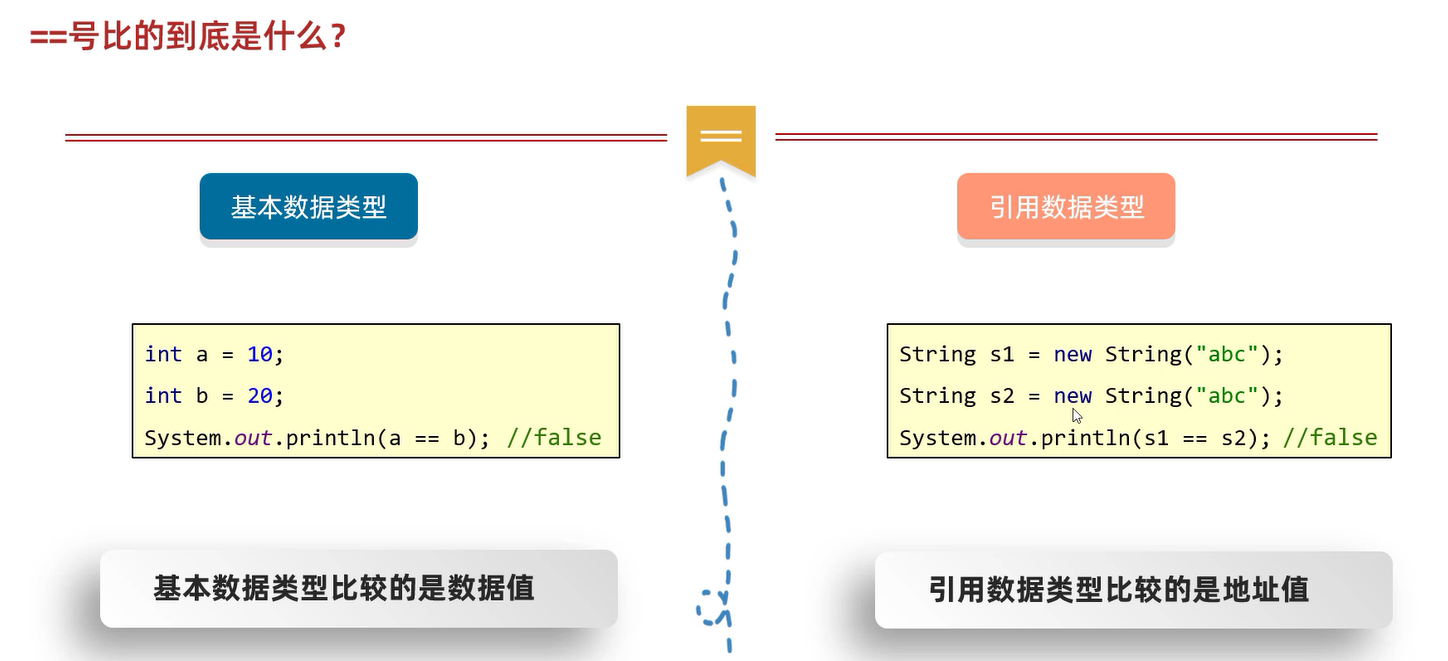 ==号比的到底是什么?
基本数据类型
int a = 10;
int b = 20;
System.out.println(a == b); //false
基本数据类型比较的是数据值
引用数据类型
String s1 = new String("abc");
String s2 = new String("abc");
System.out.println(s1 == s2); //false
引用数据类型比较的是地址值